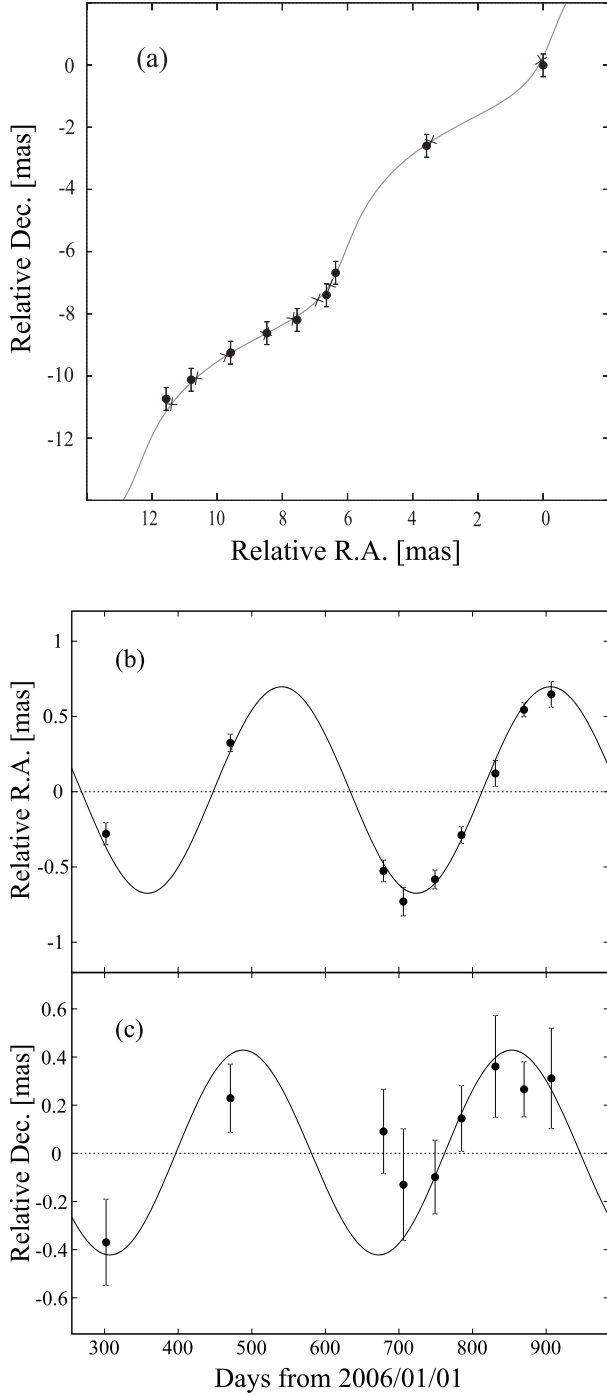 (a)
0
-2
-4
-6
-8
-10
-12
Relative Dec. [mas]
12 10 8 6 4 2 0
Relative R.A. [mas]
(b)
1
0.5
0
-0.5
-1
Relative R.A. [mas]
(c)
0.6
0.4
0.2
0
-0.2
-0.4
-0.6
Relative Dec. [mas]
300 400 500 600 700 800 900
Days from 2006/01/01